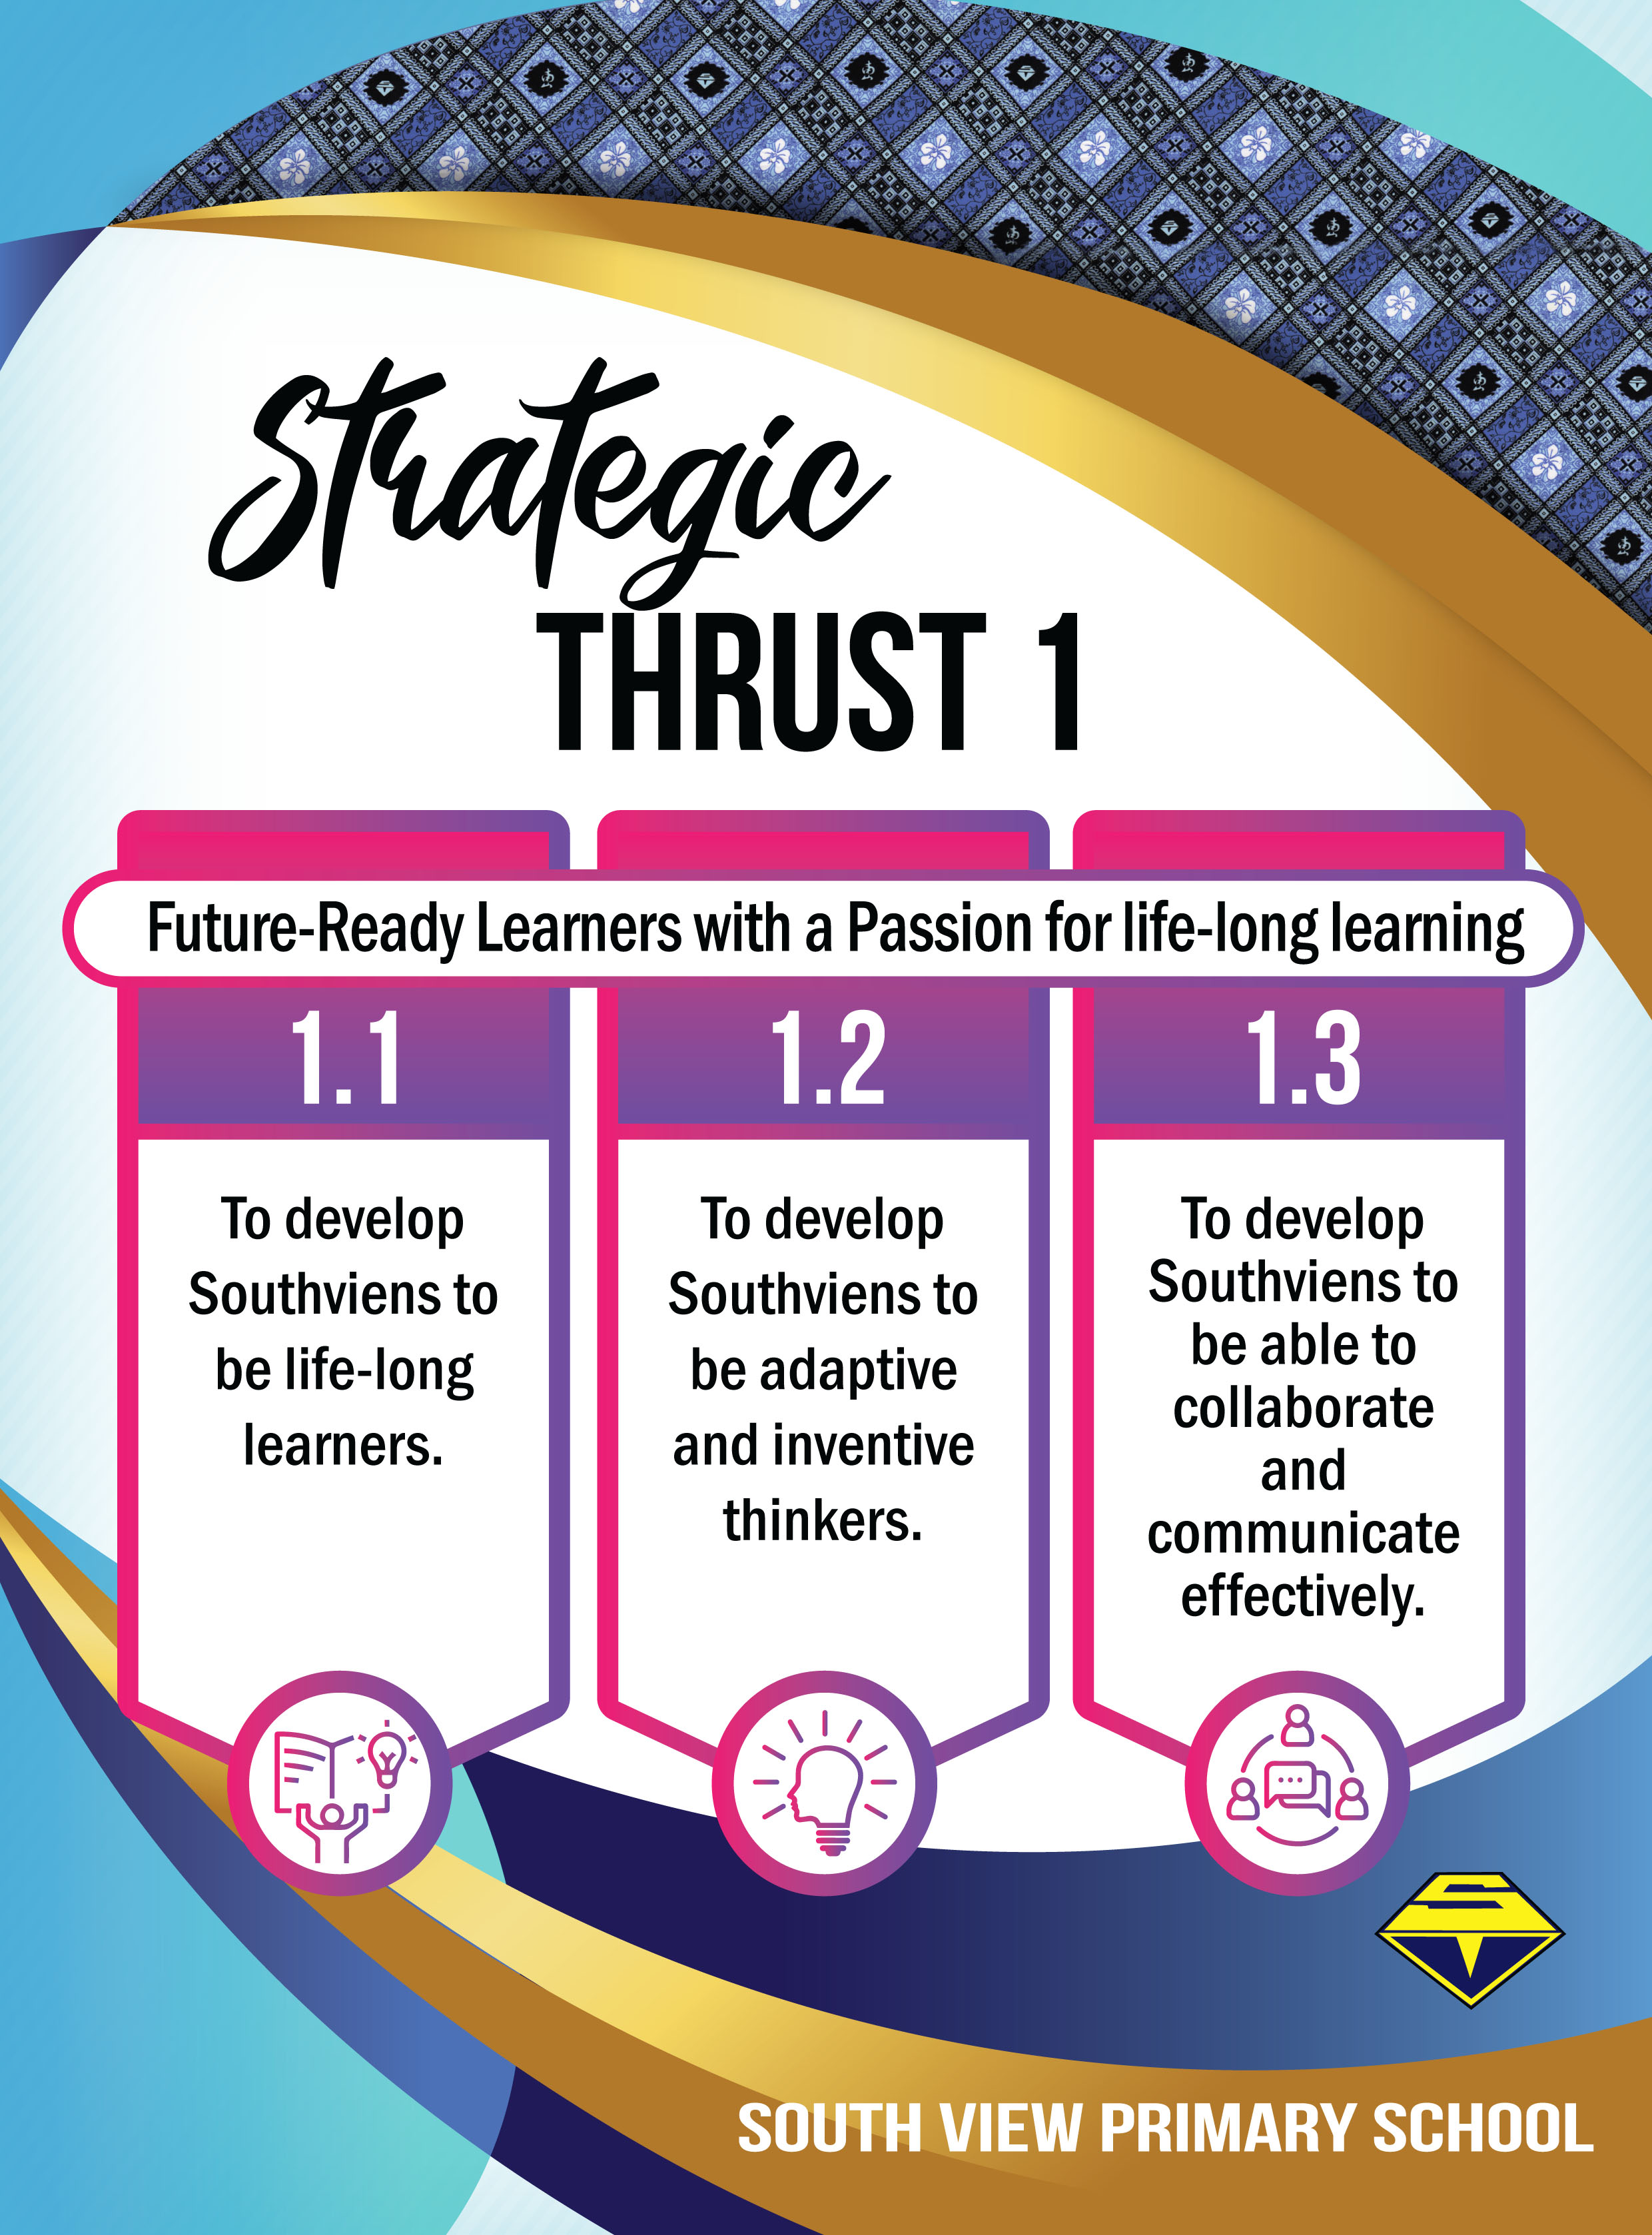 Strategic
THRUST 1
Future-Ready Learners with a Passion for life-long learning
1.1
To develop
Southviens to
be life-long
learners.
1.2
To develop
Southviens to
be adaptive
and inventive
thinkers.
1.3
To develop
Southviens to
be able to
collaborate
and
communicate
effectively.
SOUTH VIEW PRIMARY SCHOOL